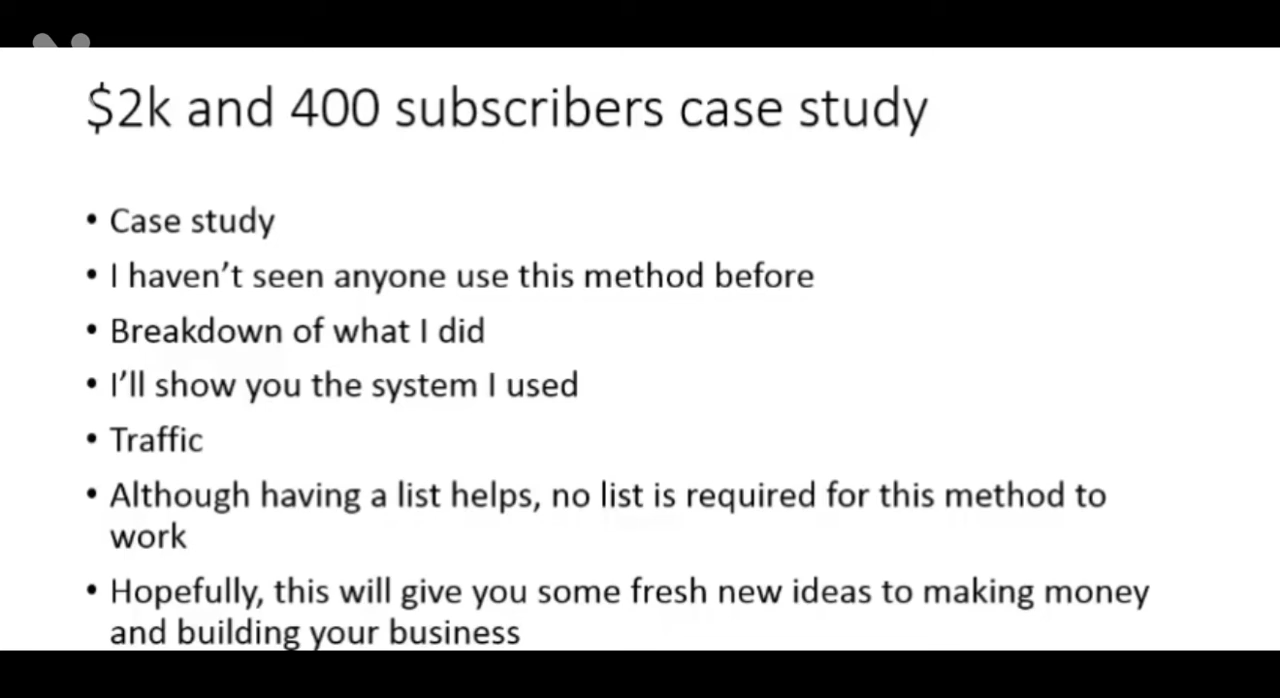 $2k and 400 subscribers case study
• Case study
• I haven't seen anyone use this method before
• Breakdown of what I did
• I'll show you the system I used
• Traffic
• Although having a list helps, no list is required for this method to
work
• Hopefully, this will give you some fresh new ideas to making money
and building your business